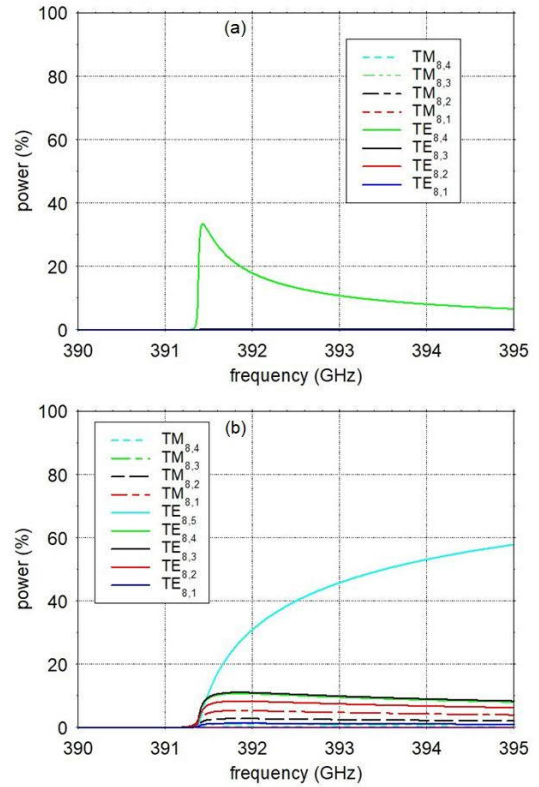 (a)
100
80
60
40
20
0
power (%)
TM8,4
TM8,3
TM8,2
TM8,1
TE8,4
TE8,3
TE8,2
TE8,1
390 391 392 393 394 395
frequency (GHz)
(b)
100
80
60
40
20
0
power (%)
TM8,4
TM8,3
TM8,2
TM8,1
TE8,5
TE8,4
TE8,3
TE8,2
TE8,1
390 391 392 393 394 395
frequency (GHz)